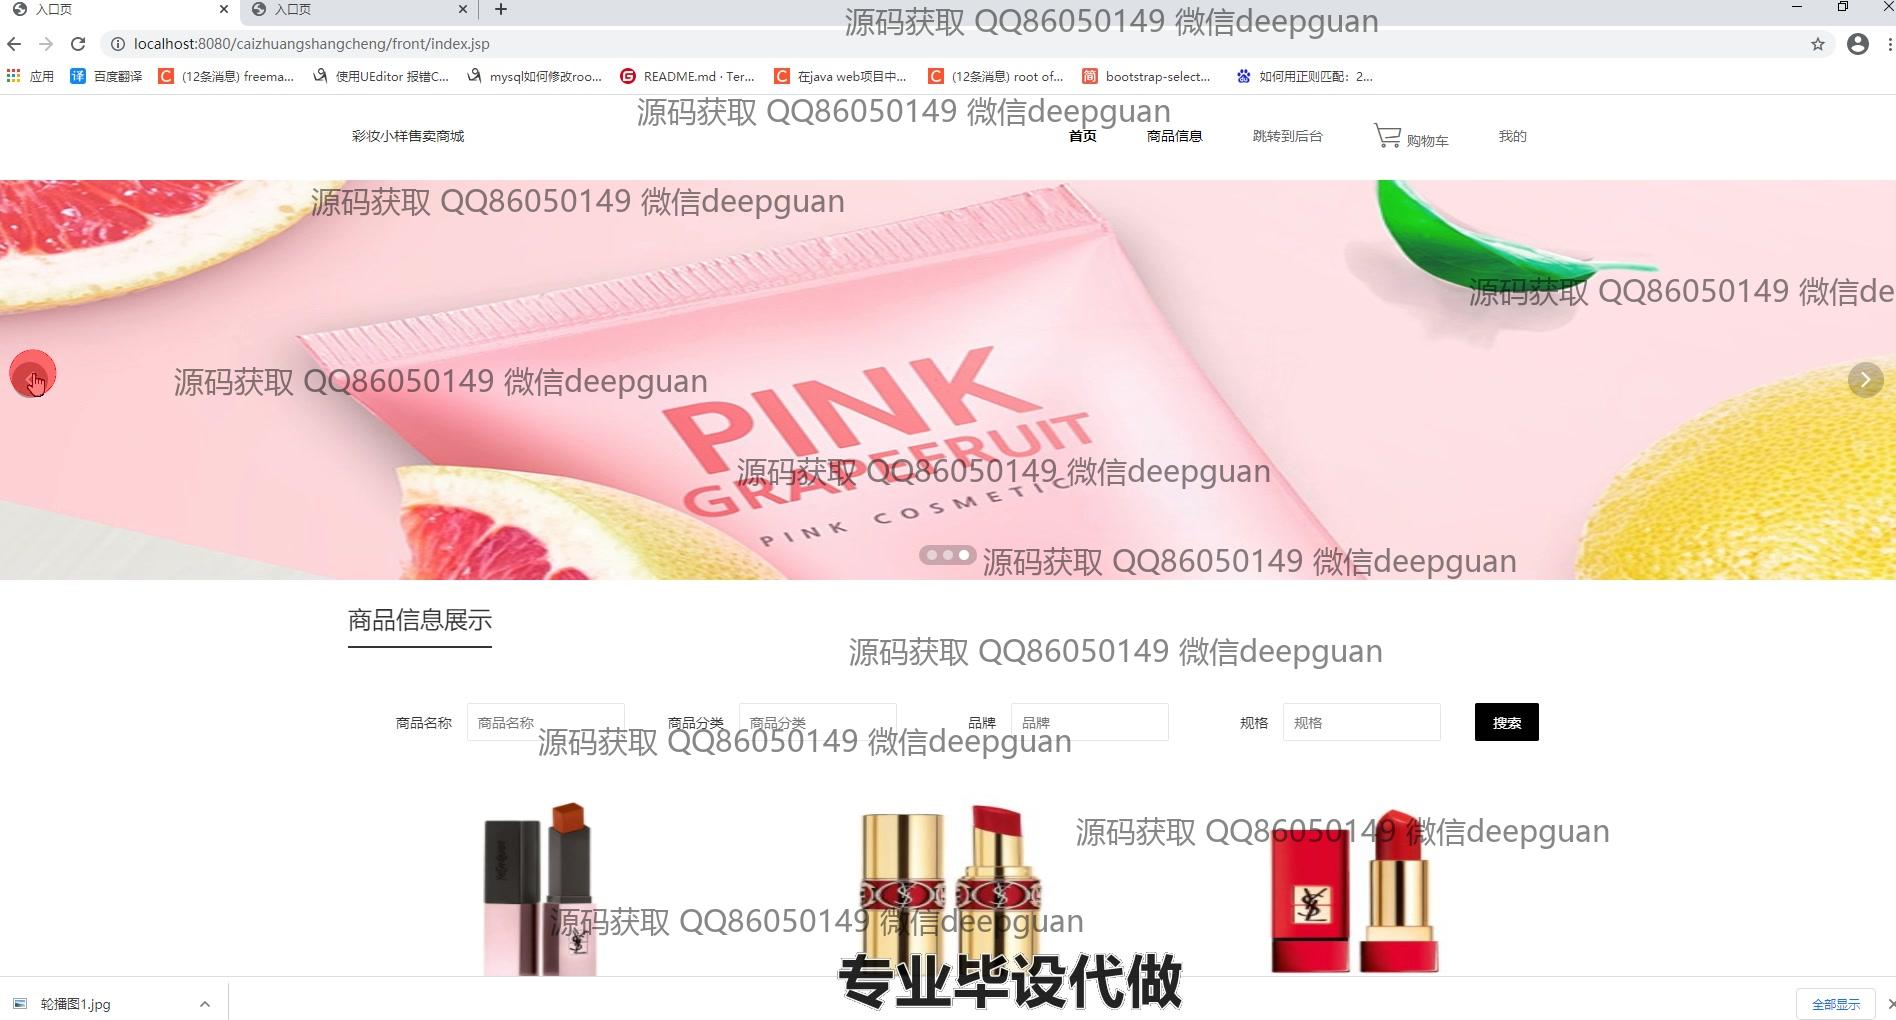 入口页
入口页
源码获取 QQ86050149 微信deepguan
localhost:8080/caizhuangshangcheng/front/index.jsp
应用
百度翻译
(12条消息) freema...
使用UEditor 报错C...
mysql如何修改roo...
README.md · Ter...
在java web项目中...
(12条消息) root of...
bootstrap-select...
如何用正则匹配：2...
源码获取 QQ86050149 微信deepguan
彩妆小样售卖商城
首页
商品信息
跳转到后台
购物车
我的
源码获取 QQ86050149 微信deepguan
源码获取 QQ86050149 微信de
源码获取 QQ86050149 微信deepguan
PINK
GRAPEFRUIT
源码获取 QQ86050149 微信deepguan
PINK COSMETIC
源码获取 QQ86050149 微信deepguan
商品信息展示
源码获取 QQ86050149 微信deepguan
商品名称 商品名称
商品分类 商品分类
品牌 品牌
规格 规格
搜索
源码获取 QQ86050149 微信deepguan
源码获取 QQ86050149 微信deepguan
源码获取 QQ86050149 微信deepguan
专业毕设代做
轮播图1.jpg
全部显示